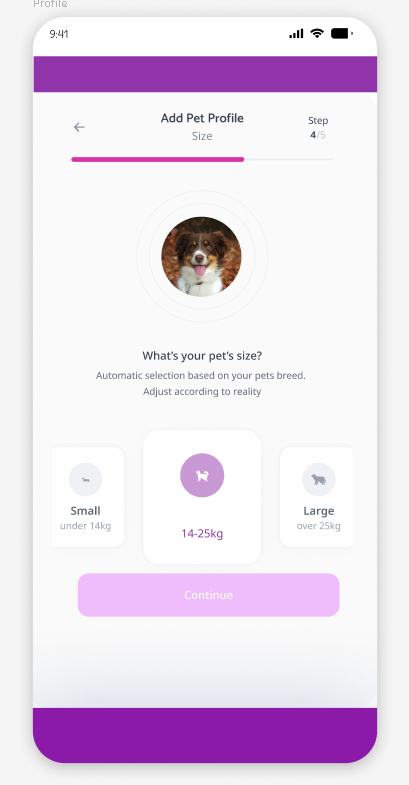 Profile
9:41
Add Pet Profile
Size
Step
4/5
What's your pet's size?
Automatic selection based on your pets breed.
Adjust according to reality
Small
under 14kg
14-25kg
Large
over 25kg
Continue